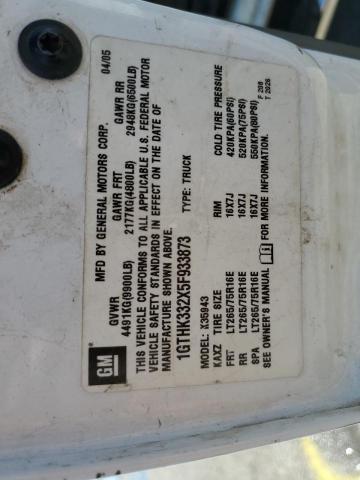 GM
MFD BY GENERAL MOTORS CORP. 04/05
GVWR GAWR FRT GAWR RR
4491KG(9900LB) 2177KG(4800LB) 2948KG(6500LB)
THIS VEHICLE CONFORMS TO ALL APPLICABLE U.S. FEDERAL MOTOR
VEHICLE SAFETY STANDARDS IN EFFECT ON THE DATE OF
MANUFACTURE SHOWN ABOVE.
1GTHK332X5F933873 TYPE: TRUCK
MODEL: K35943
KAXZ TIRE SIZE RIM COLD TIRE PRESSURE
FRT LT265/75R16E 16X7J 420KPA(60PSI)
RR LT265/75R16E 16X7J 520KPA(75PSI)
SPA LT265/75R16E 16X7J 550KPA(80PSI)
SEE OWNER'S MANUAL FOR MORE INFORMATION.
F 208
T 2026